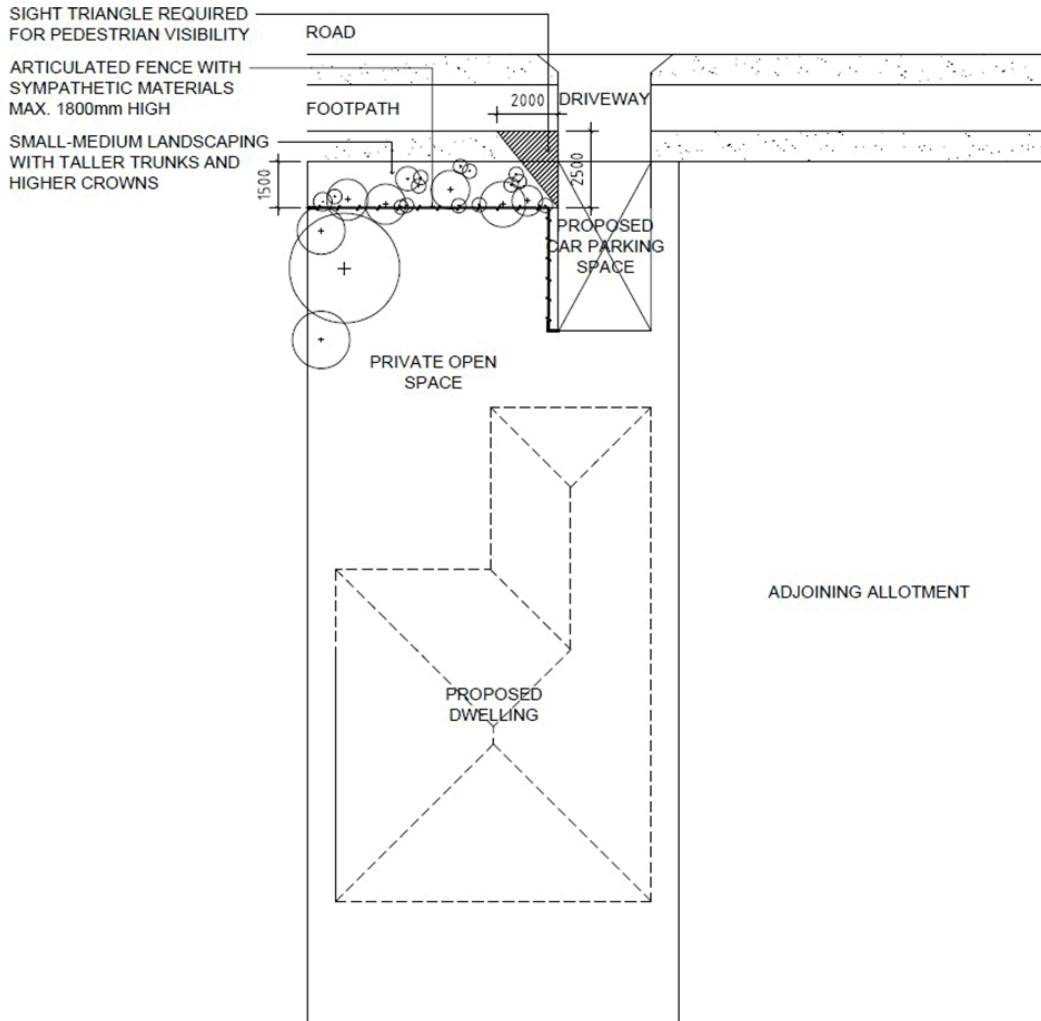 SIGHT TRIANGLE REQUIRED
FOR PEDESTRIAN VISIBILITY
ROAD
ARTICULATED FENCE WITH
SYMPATHETIC MATERIALS
MAX. 1800mm HIGH
2000
DRIVEWAY
FOOTPATH
SMALL-MEDIUM LANDSCAPING
WITH TALLER TRUNKS AND
HIGHER CROWNS
1500
2500
PROPOSED
CAR PARKING
SPACE
PRIVATE OPEN
SPACE
ADJOINING ALLOTMENT
PROPOSED
DWELLING